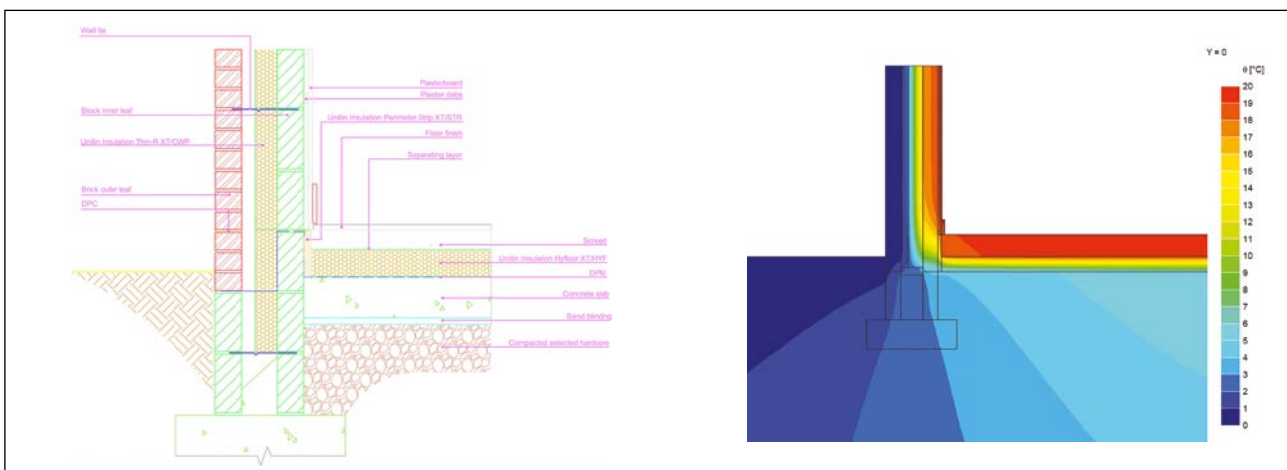 Wall tie
Plasterboard
Plaster dabs
Block inner leaf
Unilin Insulation Perimeter Strip XT/STR
Floor finish
Unilin Insulation Thin-R XT/CWP
Separating layer
Brick outer leaf
DPC
Screed
Unilin Insulation Hyfloor XT/HYF
DPM
Concrete slab
Sand blinding
Compacted selected hardcore
Y = 0
θ [°C]
20
19
18
17
16
15
14
13
12
11
10
9
8
7
6
5
4
3
2
1
0